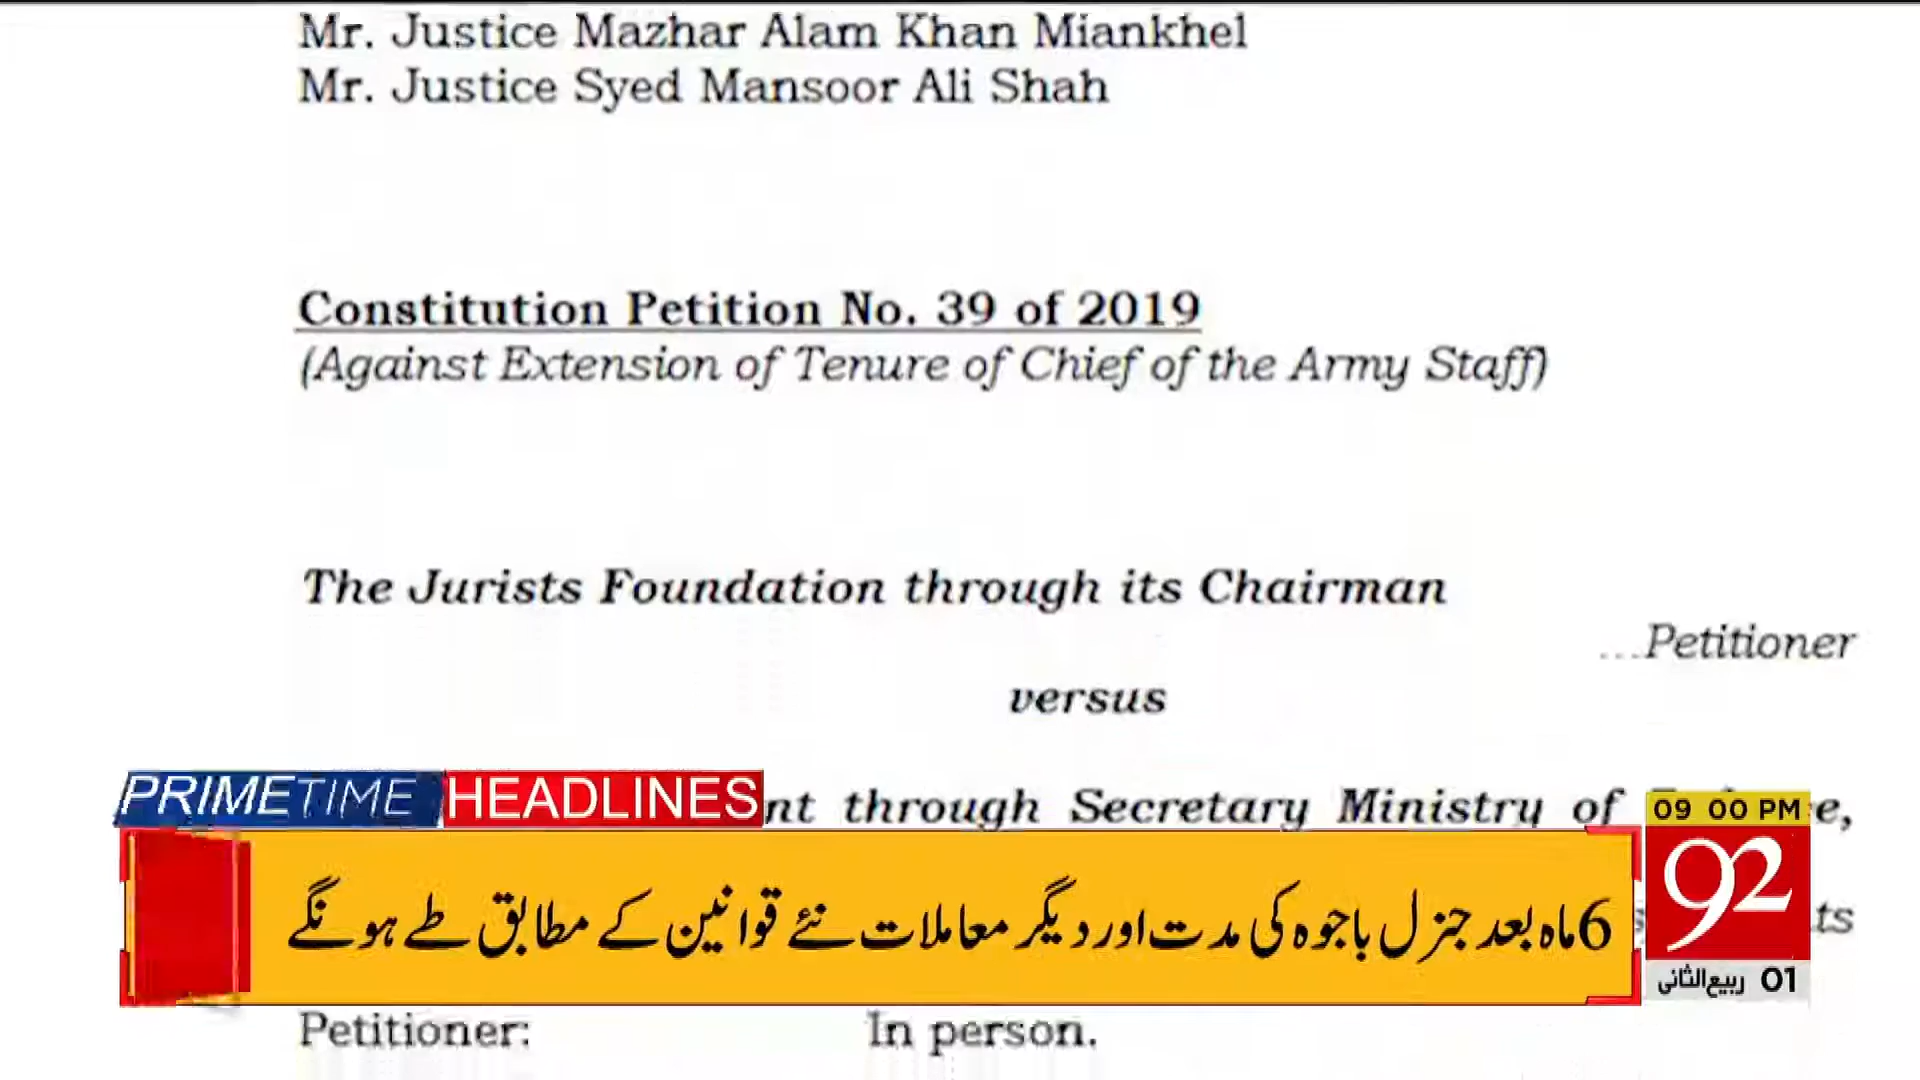 Mr. Justice Mazhar Alam Khan Miankhel
Mr. Justice Syed Mansoor Ali Shah
Constitution Petition No. 39 of 2019
(Against Extension of Tenure of Chief of the Army Staff)
The Jurists Foundation through its Chairman
...Petitioner
versus
PRIMETIME HEADLINES
through Secretary Ministry of
09 00 PM
92
6 ماہ بعد جنرل باجوہ کی مدت اور دیگر معاملات نئے قوانین کے مطابق طے ہونگے
01 ربیع الثانی
Petitioner: In person.